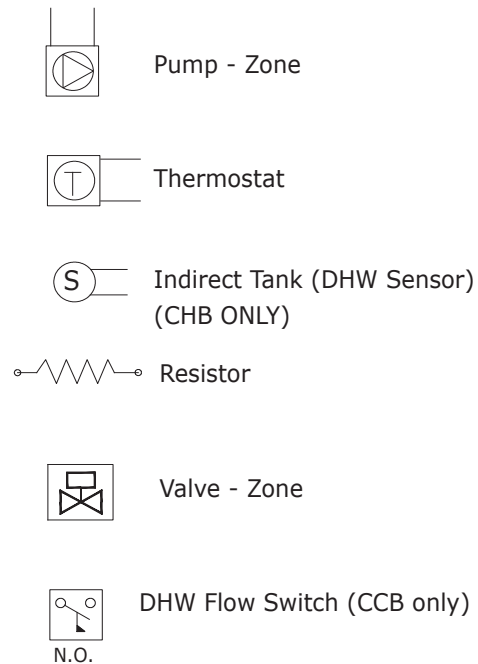 Pump - Zone
T
Thermostat
S
Indirect Tank (DHW Sensor)
(CHB ONLY)
Resistor
Valve - Zone
DHW Flow Switch (CCB only)
N.O.